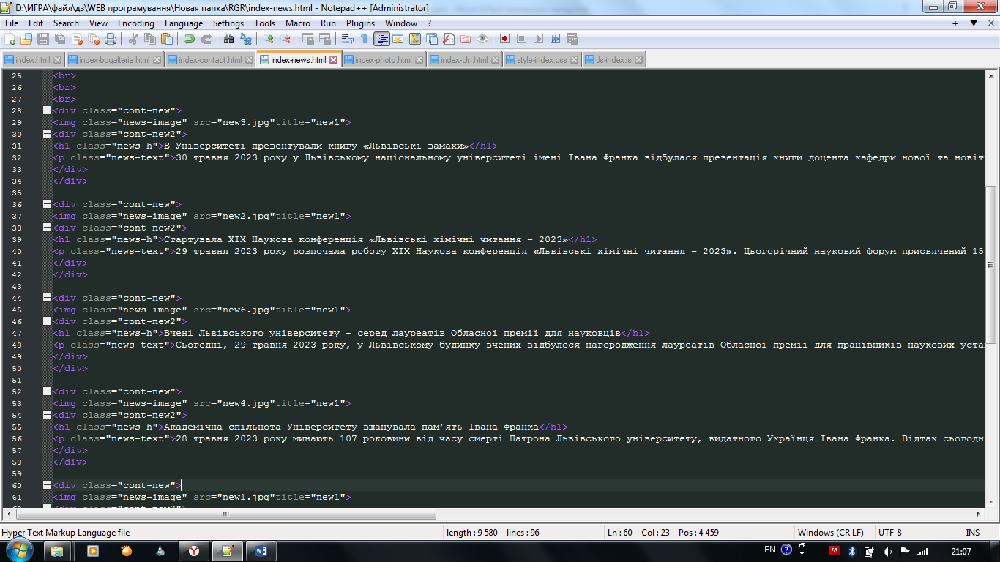 D:\ИГРА\файл\дз\WEB програмування\Новая папка\RGR\index-news.html - Notepad++ [Administrator]
File Edit Search View Encoding Language Settings Tools Macro Run Plugins Window ?
index.html index-bugalteria.html index-contact.html index-news.html index-photo.html index-Un.html style-index.css Js-index.js
25 <br>
26 <br>
27 <br>
28 <div class="cont-new">
29 <img class="news-image" src="new3.jpg"title="new1">
30 <div class="cont-new2">
31 <h1 class="news-h">В Університеті презентували книгу «Львівські замахи»</h1>
32 <p class="news-text">30 травня 2023 року у Львівському національному університеті імені Івана Франка відбулася презентація книги доцента кафедри нової та новіт
33 </div>
34 </div>
35
36 <div class="cont-new">
37 <img class="news-image" src="new2.jpg"title="new1">
38 <div class="cont-new2">
39 <h1 class="news-h">Стартувала XIX Наукова конференція «Львівські хімічні читання – 2023»</h1>
40 <p class="news-text">29 травня 2023 року розпочала роботу XIX Наукова конференція «Львівські хімічні читання – 2023». Цьогорічний науковий форум присвячений 15
41 </div>
42 </div>
43
44 <div class="cont-new">
45 <img class="news-image" src="new6.jpg"title="new1">
46 <div class="cont-new2">
47 <h1 class="news-h">Вчені Львівського університету – серед лауреатів Обласної премії для науковців</h1>
48 <p class="news-text">Сьогодні, 29 травня 2023 року, у Львівському будинку вчених відбулося нагородження лауреатів Обласної премії для працівників наукових уста
49 </div>
50 </div>
51
52 <div class="cont-new">
53 <img class="news-image" src="new4.jpg"title="new1">
54 <div class="cont-new2">
55 <h1 class="news-h">Академічна спільнота Університету вшанувала пам’ять Івана Франка</h1>
56 <p class="news-text">28 травня 2023 року минають 107 роковини від часу смерті Патрона Львівського університету, видатного Українця Івана Франка. Відтак сьогодн
57 </div>
58 </div>
59
60 <div class="cont-new">
61 <img class="news-image" src="new1.jpg"title="new1">
Hyper Text Markup Language file length : 9 580 lines : 96 Ln : 60 Col : 23 Pos : 4 459 Windows (CR LF) UTF-8 INS
EN 21:07